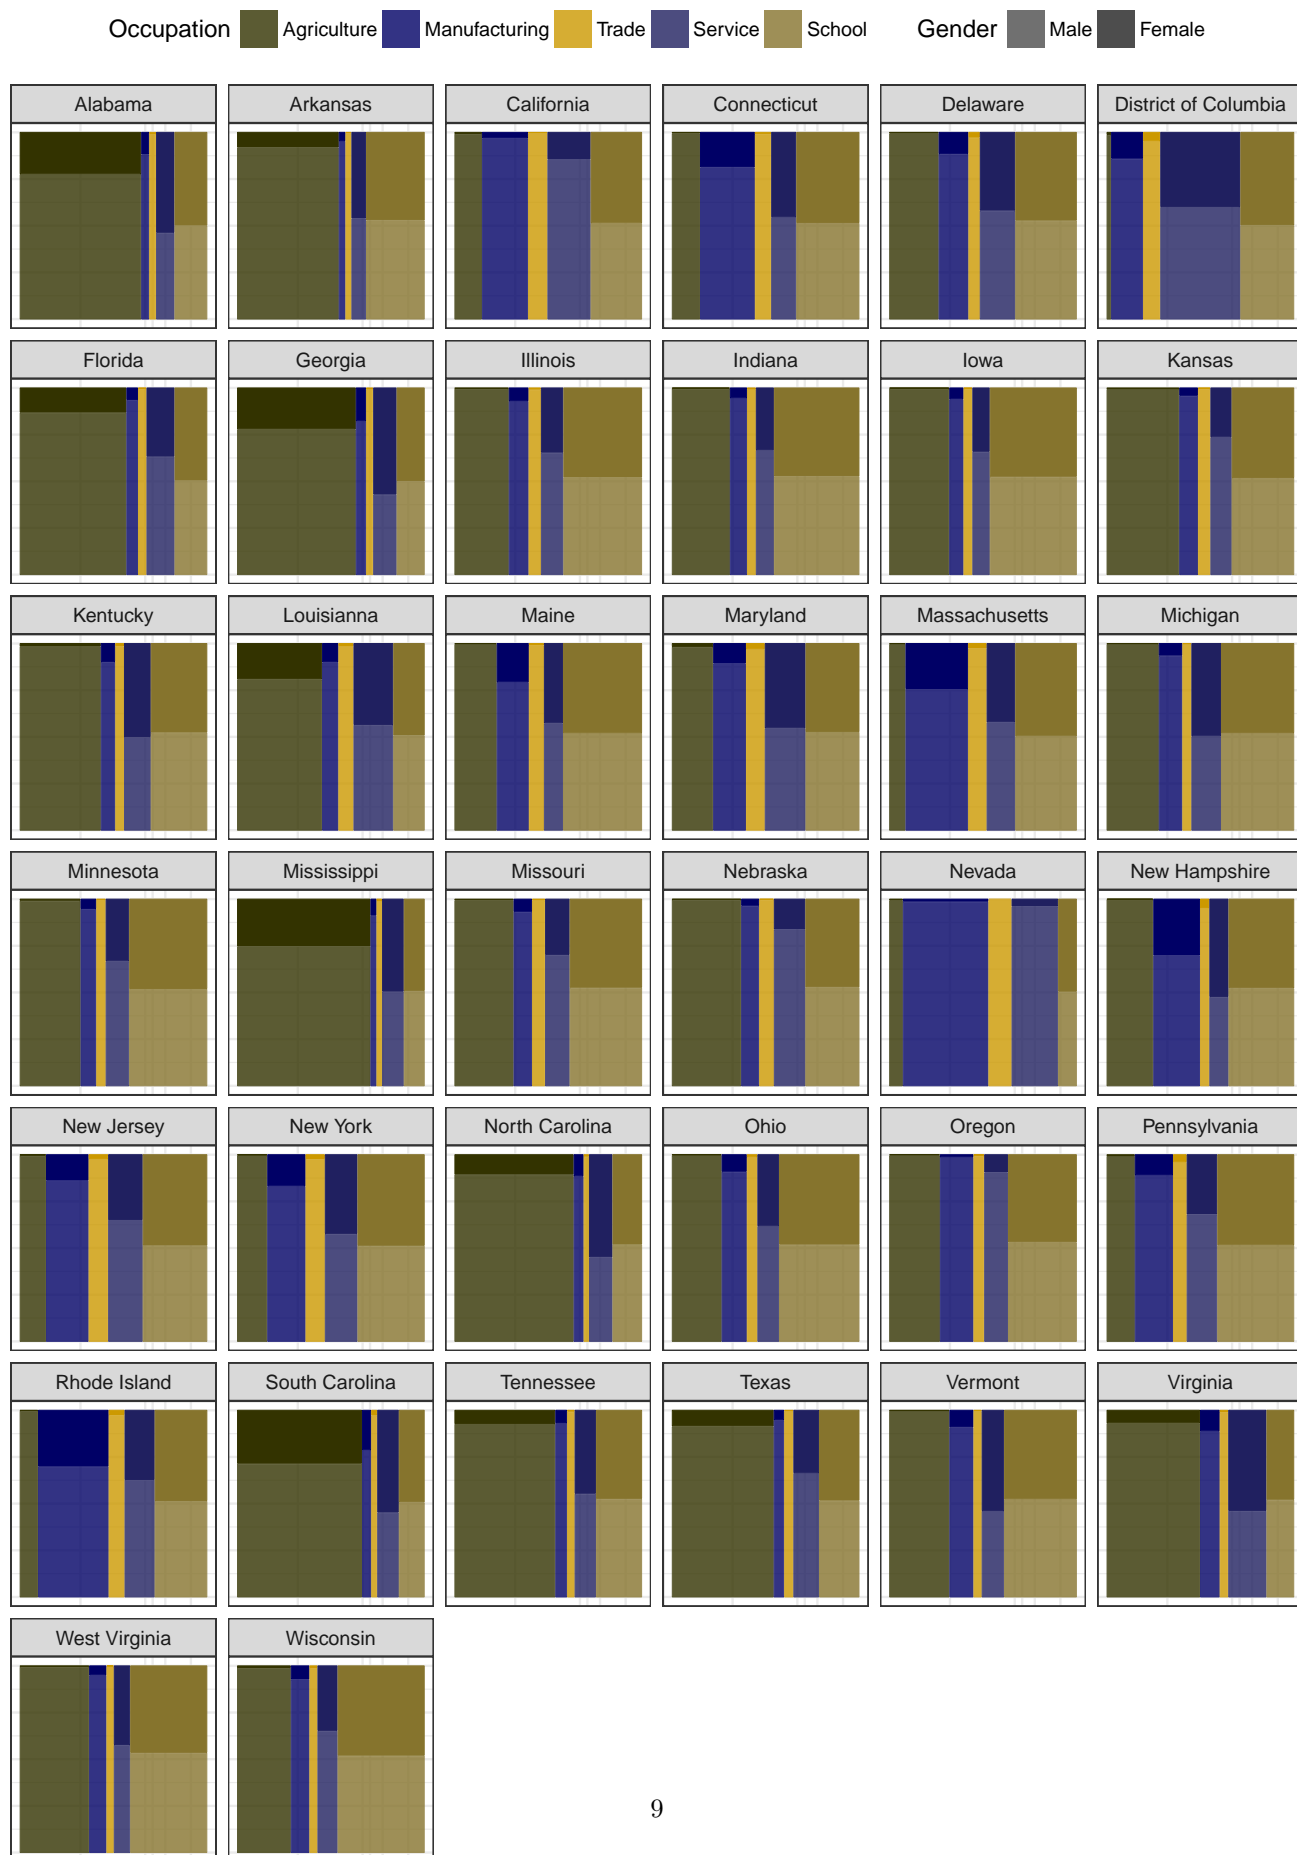 Occupation Agriculture Manufacturing Trade Service School Gender Male Female
Alabama Arkansas California Connecticut Delaware District of Columbia
Florida Georgia Illinois Indiana Iowa Kansas
Kentucky Louisianna Maine Maryland Massachusetts Michigan
Minnesota Mississippi Missouri Nebraska Nevada New Hampshire
New Jersey New York North Carolina Ohio Oregon Pennsylvania
Rhode Island South Carolina Tennessee Texas Vermont Virginia
West Virginia Wisconsin
9